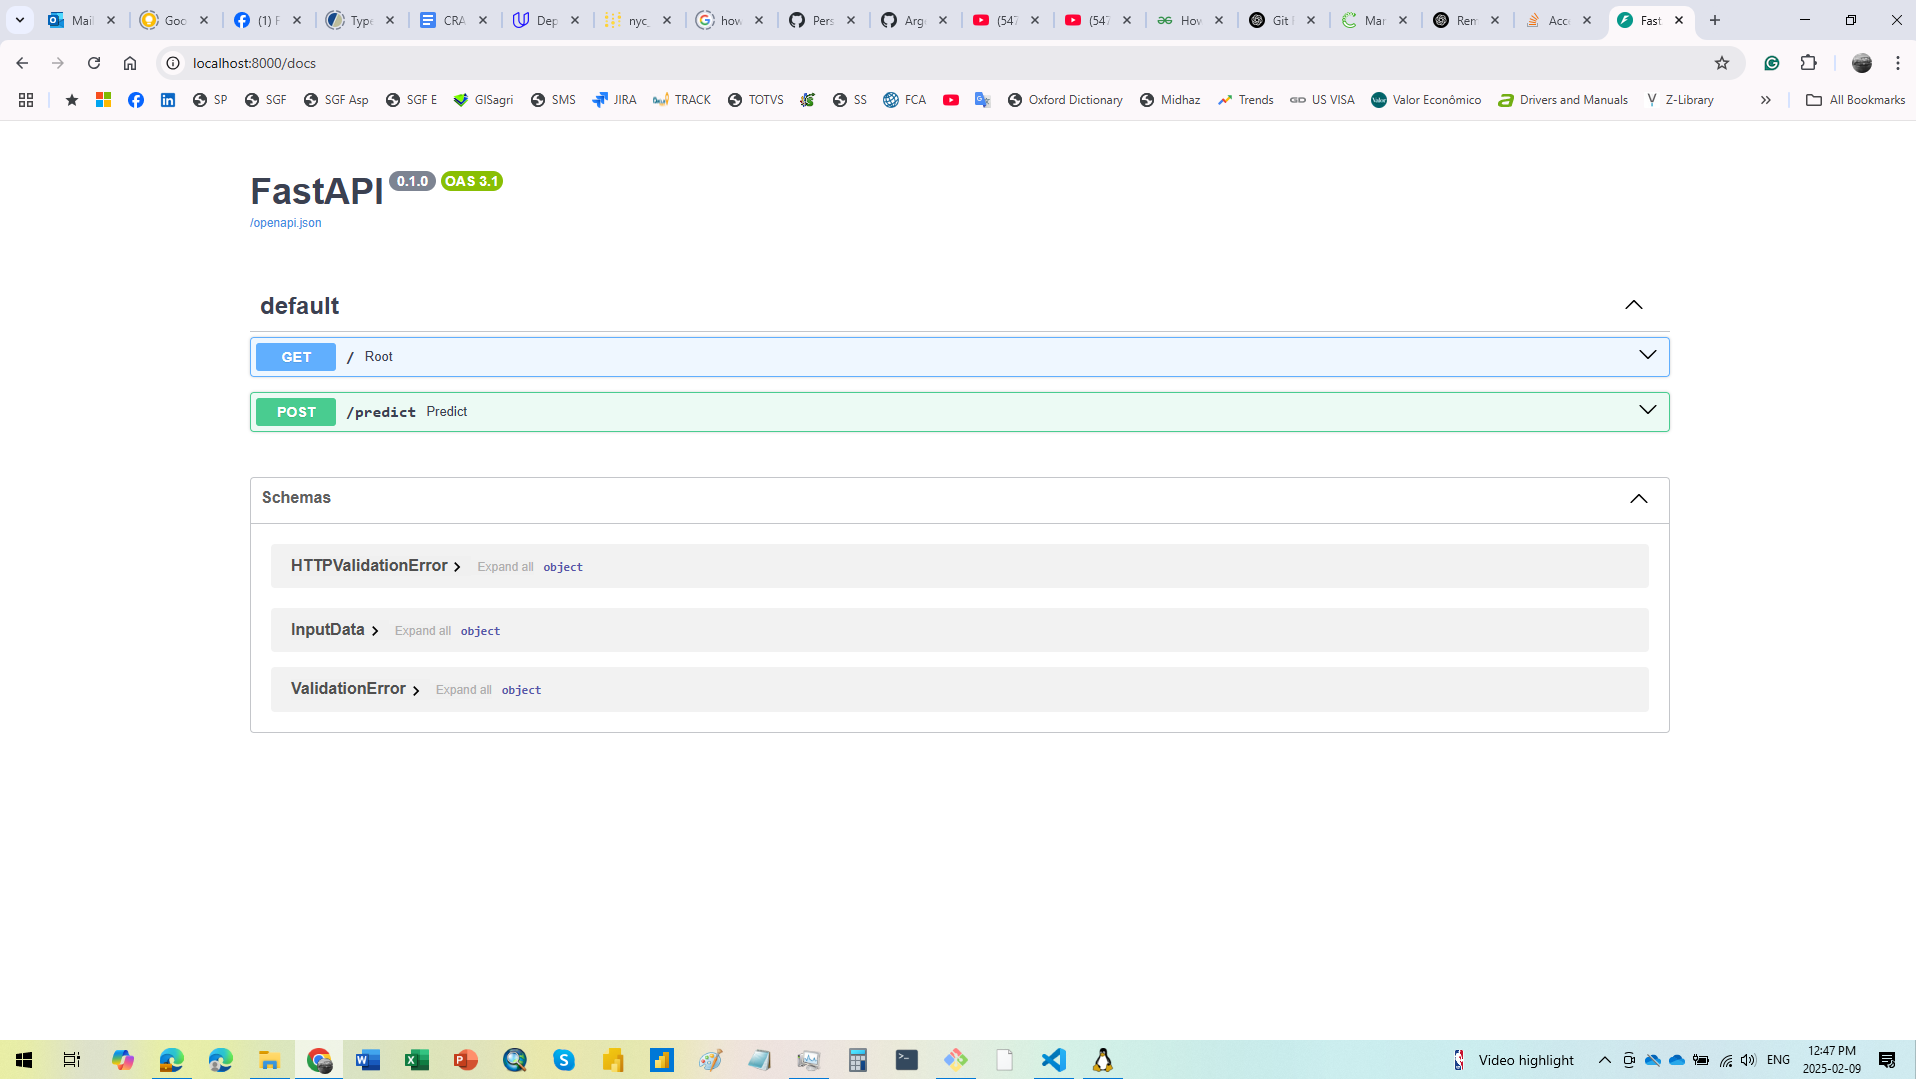 Mail
Goo
(1) F
Type
CRA
Dep
nyc_
how
Pers
Arg
(547
(547
How
Git
Mar
Rem
Acc
Fast
localhost:8000/docs
SP
SGF
SGF Asp
SGF E
GISagri
SMS
JIRA
TRACK
TOTVS
SS
FCA
Oxford Dictionary
Midhaz
Trends
US VISA
Valor Econômico
Drivers and Manuals
Z-Library
All Bookmarks
FastAPI 0.1.0 OAS 3.1
/openapi.json
default
GET / Root
POST /predict Predict
Schemas
HTTPValidationError Expand all object
InputData Expand all object
ValidationError Expand all object
Video highlight
ENG
12:47 PM
2025-02-09